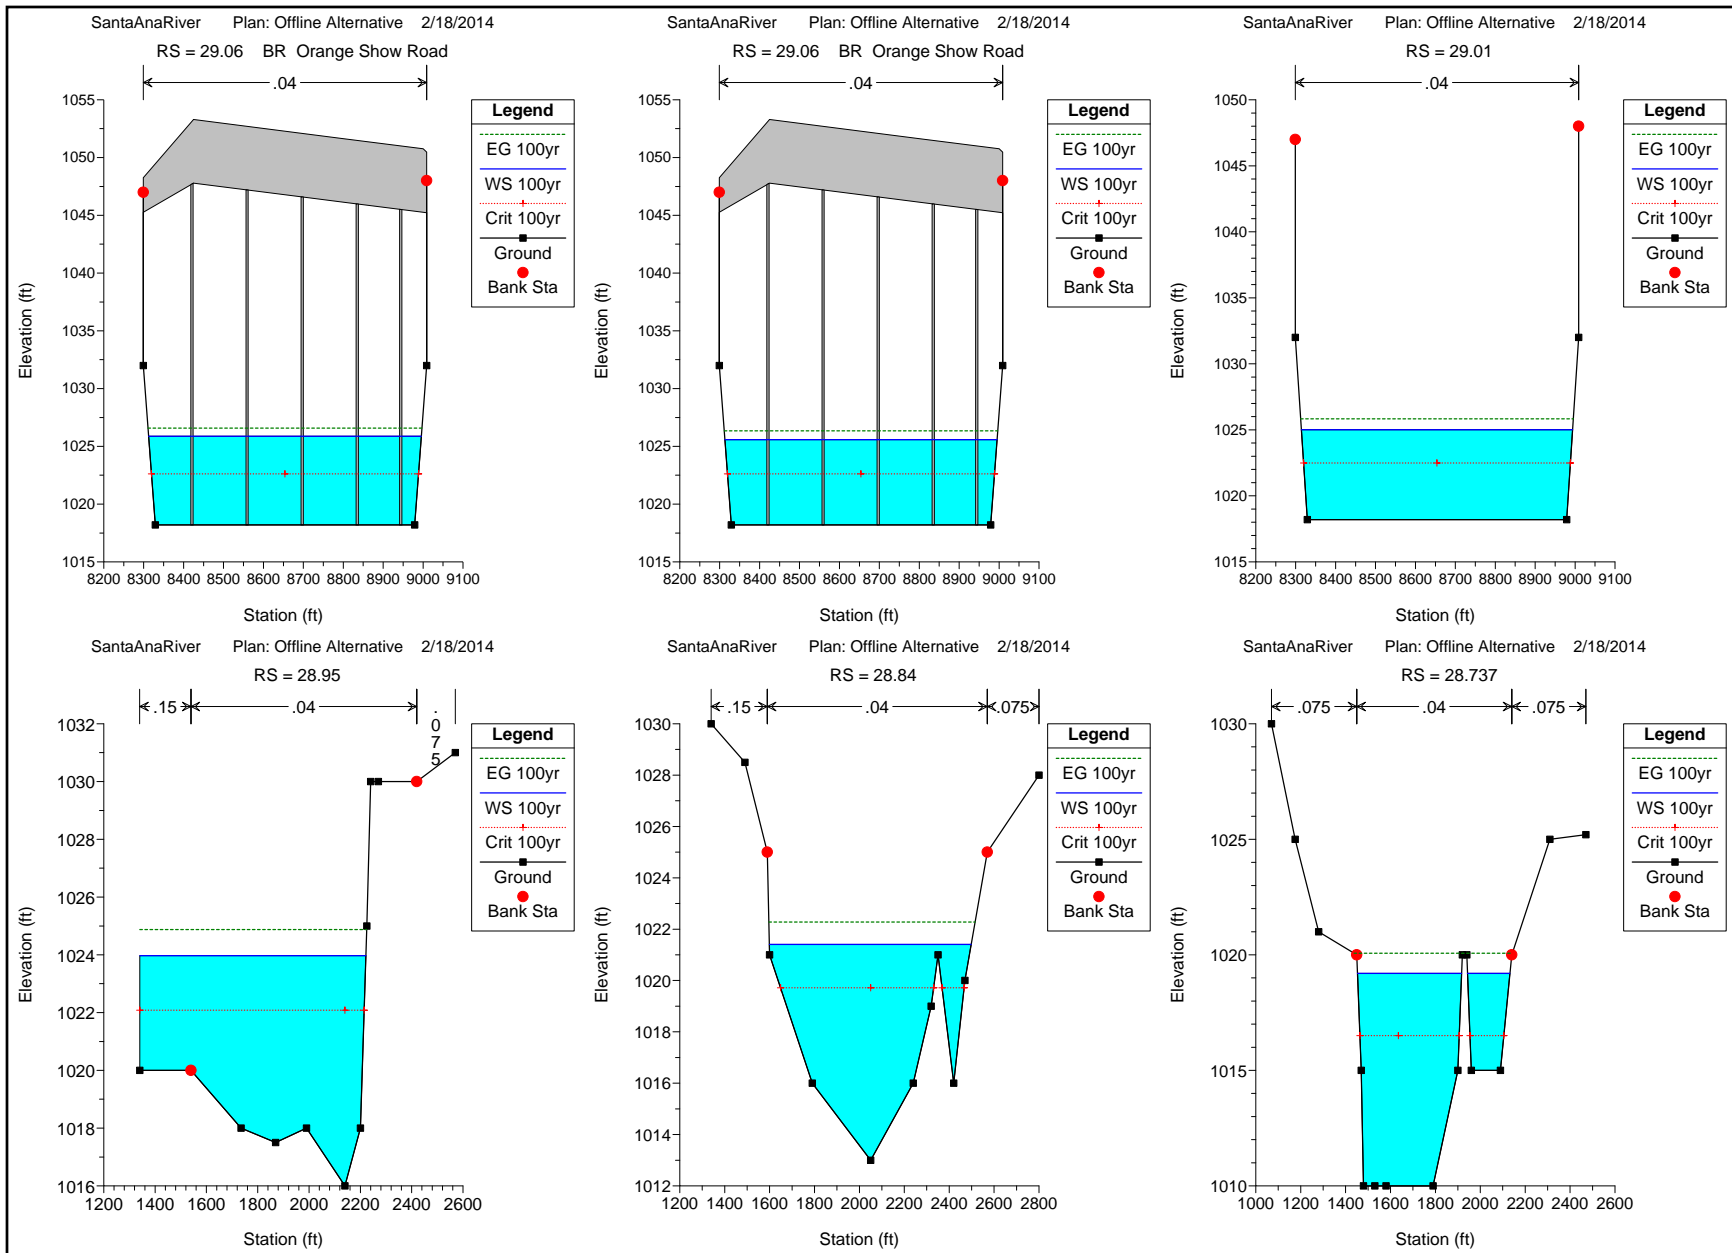 SantaAnaRiver Plan: Offline Alternative 2/18/2014
RS = 29.06 BR Orange Show Road
.04
1055
1050
1045
1040
1035
1030
1025
1020
1015
Elevation (ft)
8200 8300 8400 8500 8600 8700 8800 8900 9000 9100
Station (ft)
Legend
EG 100yr
WS 100yr
Crit 100yr
Ground
Bank Sta
SantaAnaRiver Plan: Offline Alternative 2/18/2014
RS = 29.06 BR Orange Show Road
.04
1055
1050
1045
1040
1035
1030
1025
1020
1015
Elevation (ft)
8200 8300 8400 8500 8600 8700 8800 8900 9000 9100
Station (ft)
Legend
EG 100yr
WS 100yr
Crit 100yr
Ground
Bank Sta
SantaAnaRiver Plan: Offline Alternative 2/18/2014
RS = 29.01
.04
1050
1045
1040
1035
1030
1025
1020
1015
Elevation (ft)
8200 8300 8400 8500 8600 8700 8800 8900 9000 9100
Station (ft)
Legend
EG 100yr
WS 100yr
Crit 100yr
Ground
Bank Sta
SantaAnaRiver Plan: Offline Alternative 2/18/2014
RS = 28.95
.15 .04 .075
1032
1030
1028
1026
1024
1022
1020
1018
1016
Elevation (ft)
1200 1400 1600 1800 2000 2200 2400 2600
Station (ft)
Legend
EG 100yr
WS 100yr
Crit 100yr
Ground
Bank Sta
SantaAnaRiver Plan: Offline Alternative 2/18/2014
RS = 28.84
.15 .04 .075
1030
1028
1026
1024
1022
1020
1018
1016
1014
1012
Elevation (ft)
1200 1400 1600 1800 2000 2200 2400 2600 2800
Station (ft)
Legend
EG 100yr
WS 100yr
Crit 100yr
Ground
Bank Sta
SantaAnaRiver Plan: Offline Alternative 2/18/2014
RS = 28.737
.075 .04 .075
1030
1025
1020
1015
1010
Elevation (ft)
1000 1200 1400 1600 1800 2000 2200 2400 2600
Station (ft)
Legend
EG 100yr
WS 100yr
Crit 100yr
Ground
Bank Sta